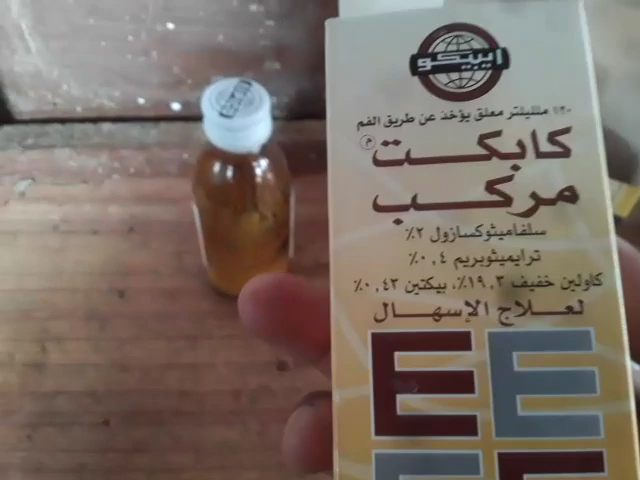 ايبيكو
١٢٠ ملليلتر معلق يؤخذ عن طريق الفم
كابكت
م
مركب
سلفاميثوكسازول ٢٪
ترايميثوبريم ٠,٤٪
كاولين خفيف ١٩,٣٪، بيكتين ٠,٤٣٪
لعلاج الإسهال
EE